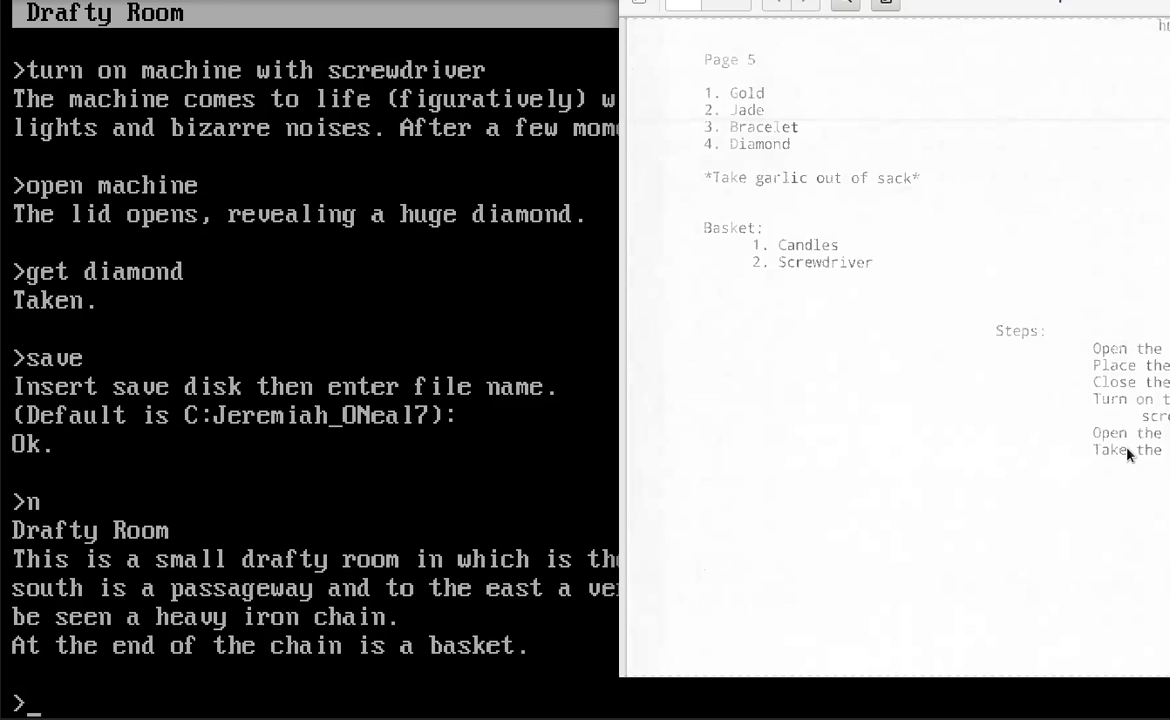 Drafty Room
>turn on machine with screwdriver
The machine comes to life (figuratively) w
lights and bizarre noises. After a few mom
>open machine
The lid opens, revealing a huge diamond.
>get diamond
Taken.
>save
Insert save disk then enter file name.
(Default is C:Jeremiah_ONeal7):
Ok.
>n
Drafty Room
This is a small drafty room in which is the
south is a passageway and to the east a ve
be seen a heavy iron chain.
At the end of the chain is a basket.
>_
Page 5
1. Gold
2. Jade
3. Bracelet
4. Diamond
*Take garlic out of sack*
Basket:
1. Candles
2. Screwdriver
Steps:
Open the
Place the
Close the
Turn on t
scre
Open the
Take the